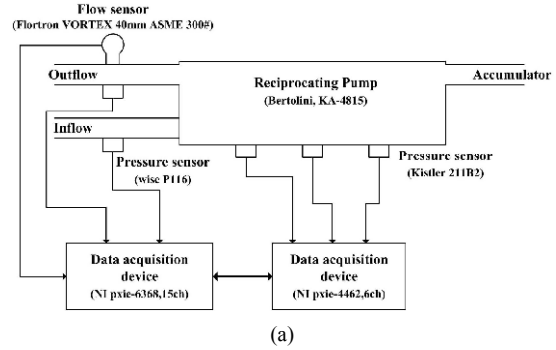 Flow sensor
(Flortron VORTEX 40mm ASME 300#)
Outflow
Reciprocating Pump
(Bertolini, KA-4815)
Accumulator
Inflow
Pressure sensor
(wise P116)
Pressure sensor
(Kistler 211B2)
Data acquisition
device
(NI pxie-6368,15ch)
Data acquisition
device
(NI pxie-4462,6ch)
(a)